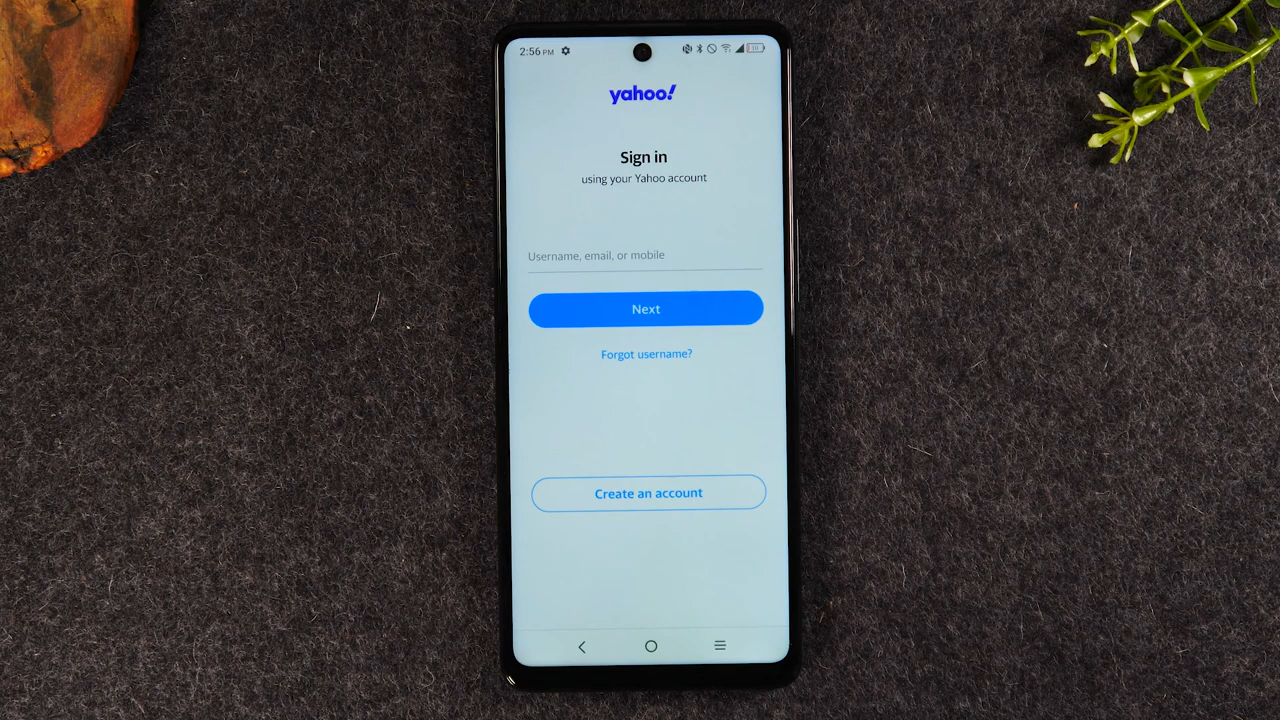 2:56 PM
yahoo!
Sign in
using your Yahoo account
Username, email, or mobile
Next
Forgot username?
Create an account